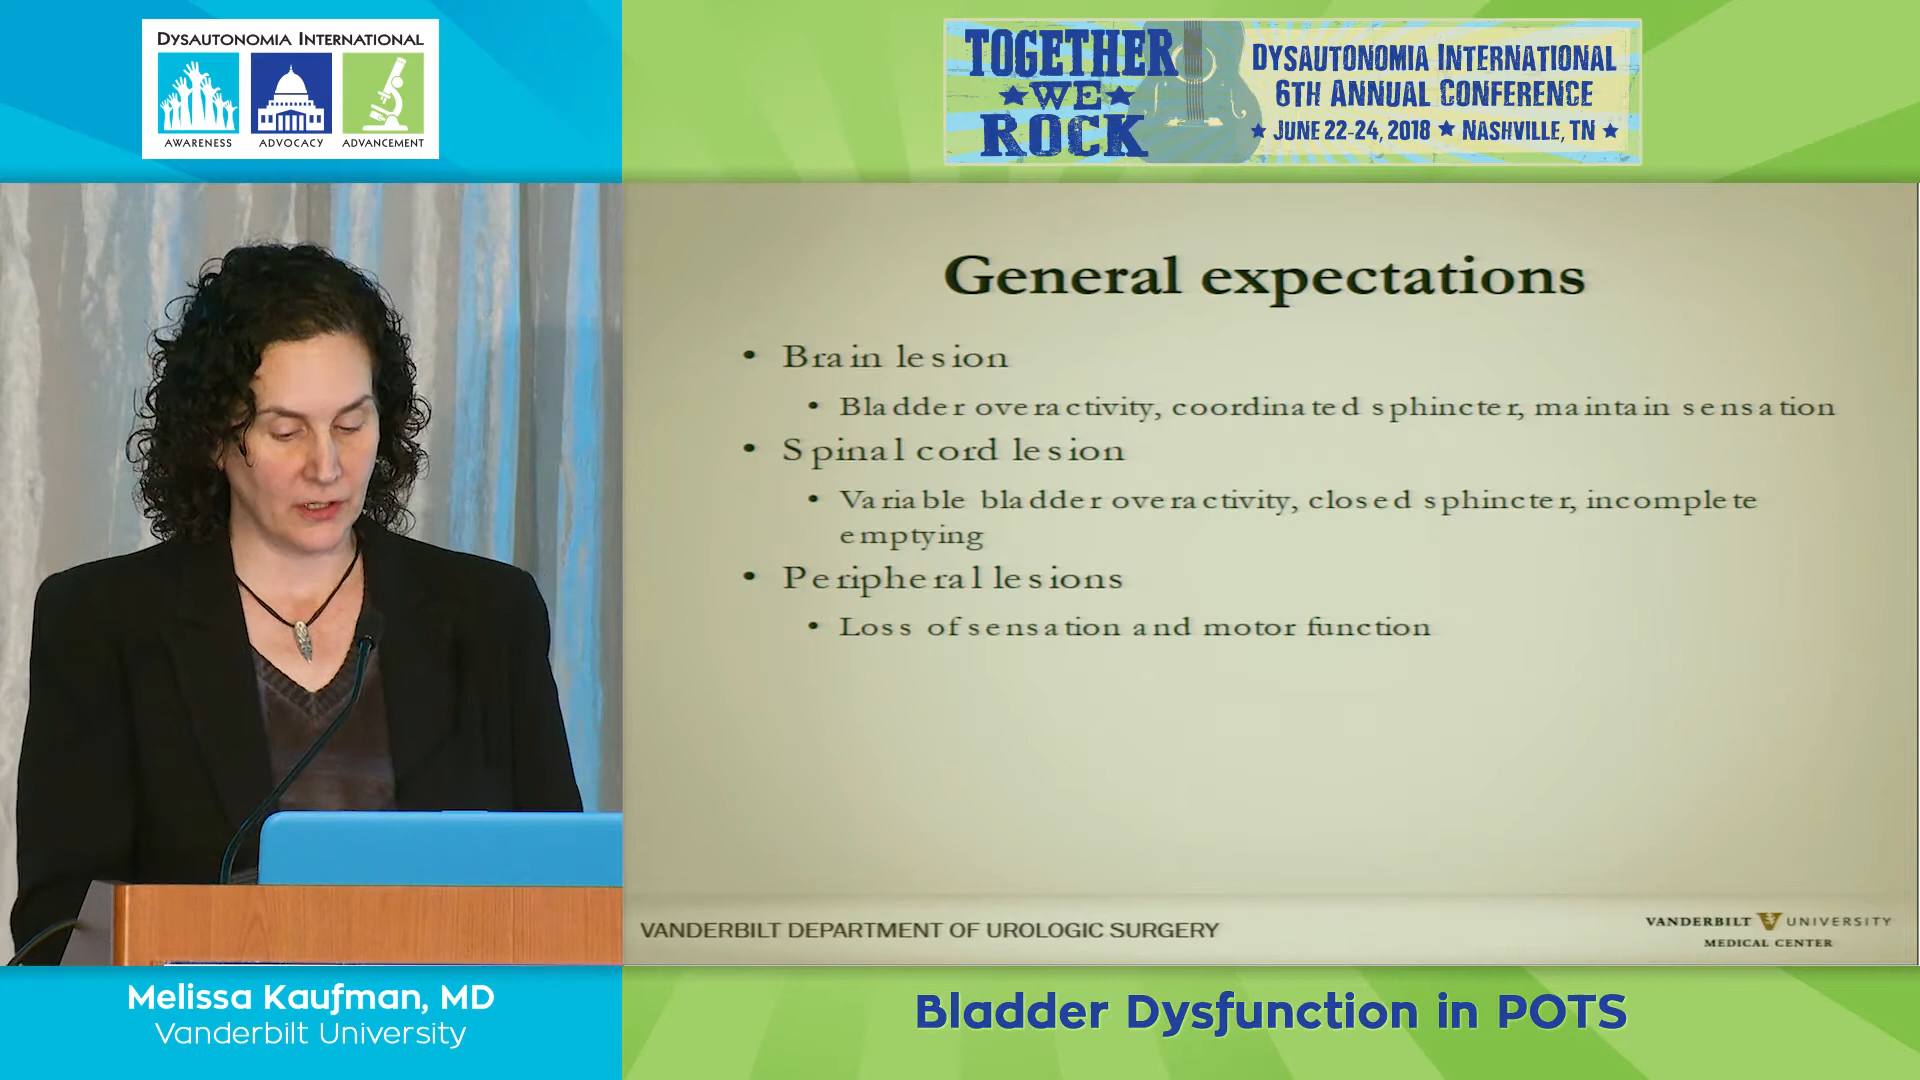 DYSAUTONOMIA INTERNATIONAL
AWARENESS
ADVOCACY
ADVANCEMENT
TOGETHER
WE
ROCK
DYSAUTONOMIA INTERNATIONAL
6TH ANNUAL CONFERENCE
JUNE 22-24, 2018
NASHVILLE, TN
General expectations
• Brain lesion
• Bladder overactivity, coordinated sphincter, maintain sensation
• Spinal cord lesion
• Variable bladder overactivity, closed sphincter, incomplete
emptying
• Peripheral lesions
• Loss of sensation and motor function
VANDERBILT DEPARTMENT OF UROLOGIC SURGERY
VANDERBILT UNIVERSITY
MEDICAL CENTER
Melissa Kaufman, MD
Vanderbilt University
Bladder Dysfunction in POTS